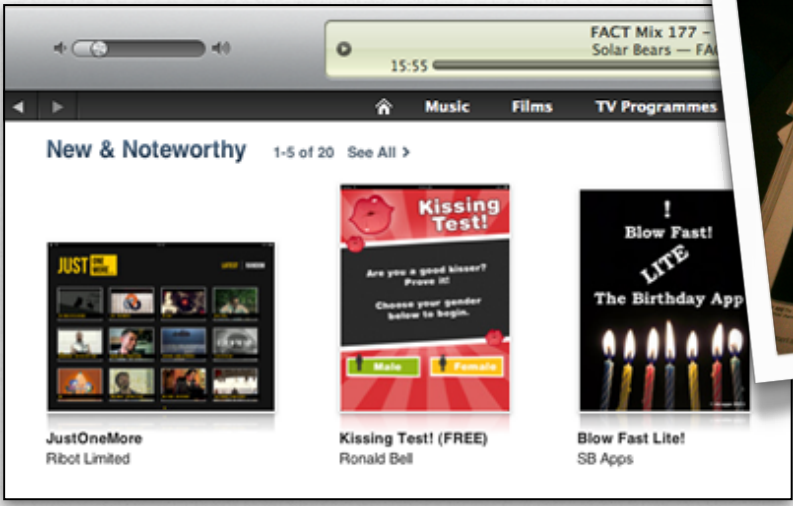 FACT Mix 177 –
Solar Bears — FA
15:55
Music Films TV Programmes
New & Noteworthy 1-5 of 20 See All >
JUST ONE MORE..
LATEST RANDOM
Kissing
Test!
Are you a good kisser?
Prove it!
Choose your gender
below to begin.
Male Female
!
Blow Fast!
LITE
The Birthday App
JustOneMore
Ribot Limited
Kissing Test! (FREE)
Ronald Bell
Blow Fast Lite!
SB Apps